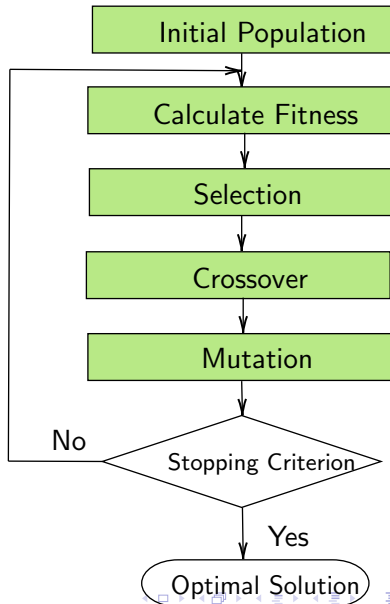 Initial Population
Calculate Fitness
Selection
Crossover
Mutation
No
Stopping Criterion
Yes
Optimal Solution